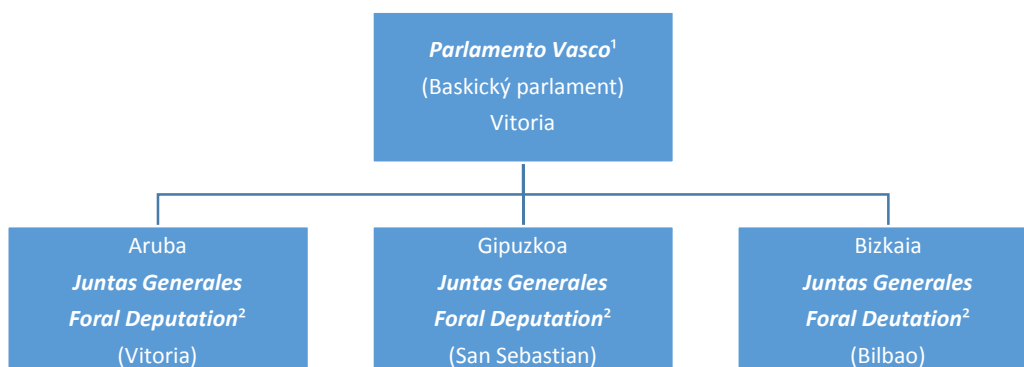 Parlamento Vasco¹
(Baskický parlament)
Vitoria
Aruba
Juntas Generales
Foral Deputation²
(Vitoria)
Gipuzkoa
Juntas Generales
Foral Deputation²
(San Sebastian)
Bizkaia
Juntas Generales
Foral Deutation²
(Bilbao)